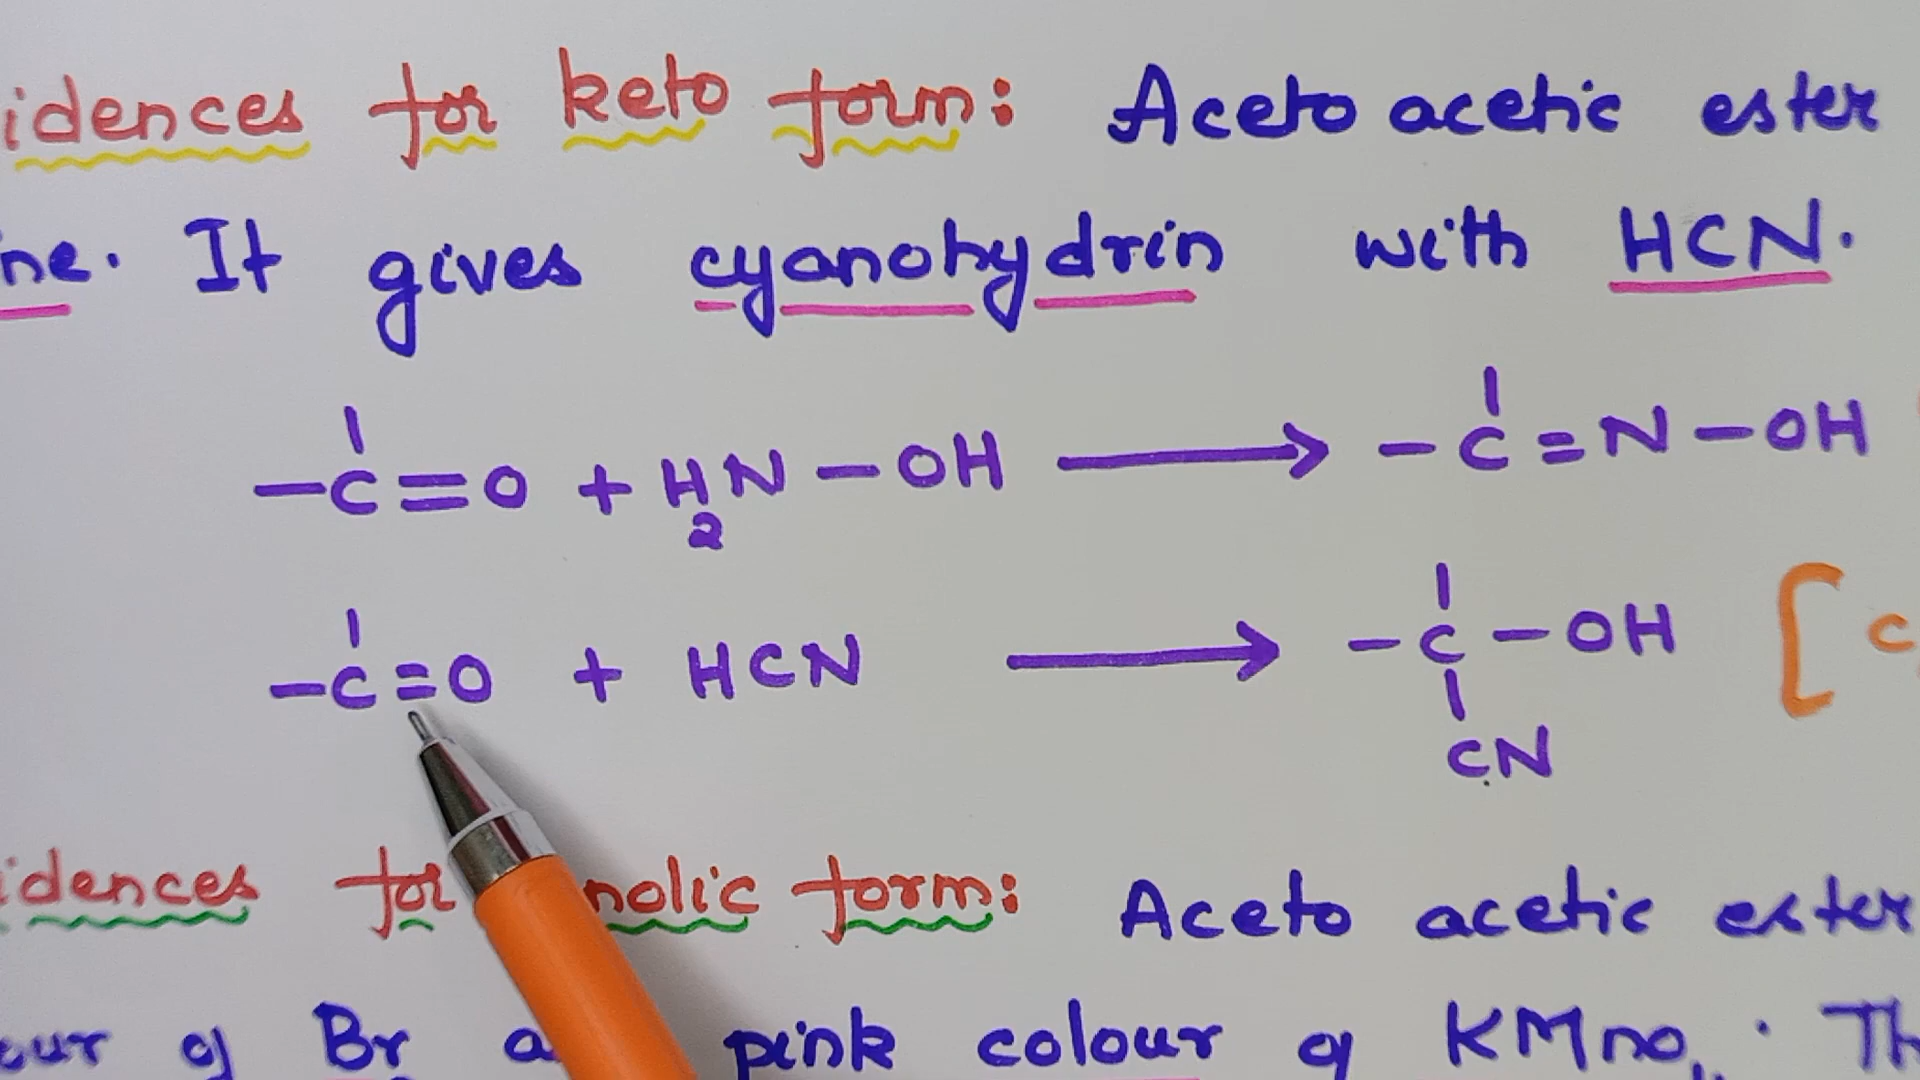 idences for keto form: Aceto acetic ester
ne. It gives cyanohydrin with HCN.
|
-C=O + H2N-OH → -C=N-OH
|
-C=O + HCN → -C-OH [C
|
CN
idences for nolic form: Aceto acetic ester
our of Br a pink colour of KMnO4. Th